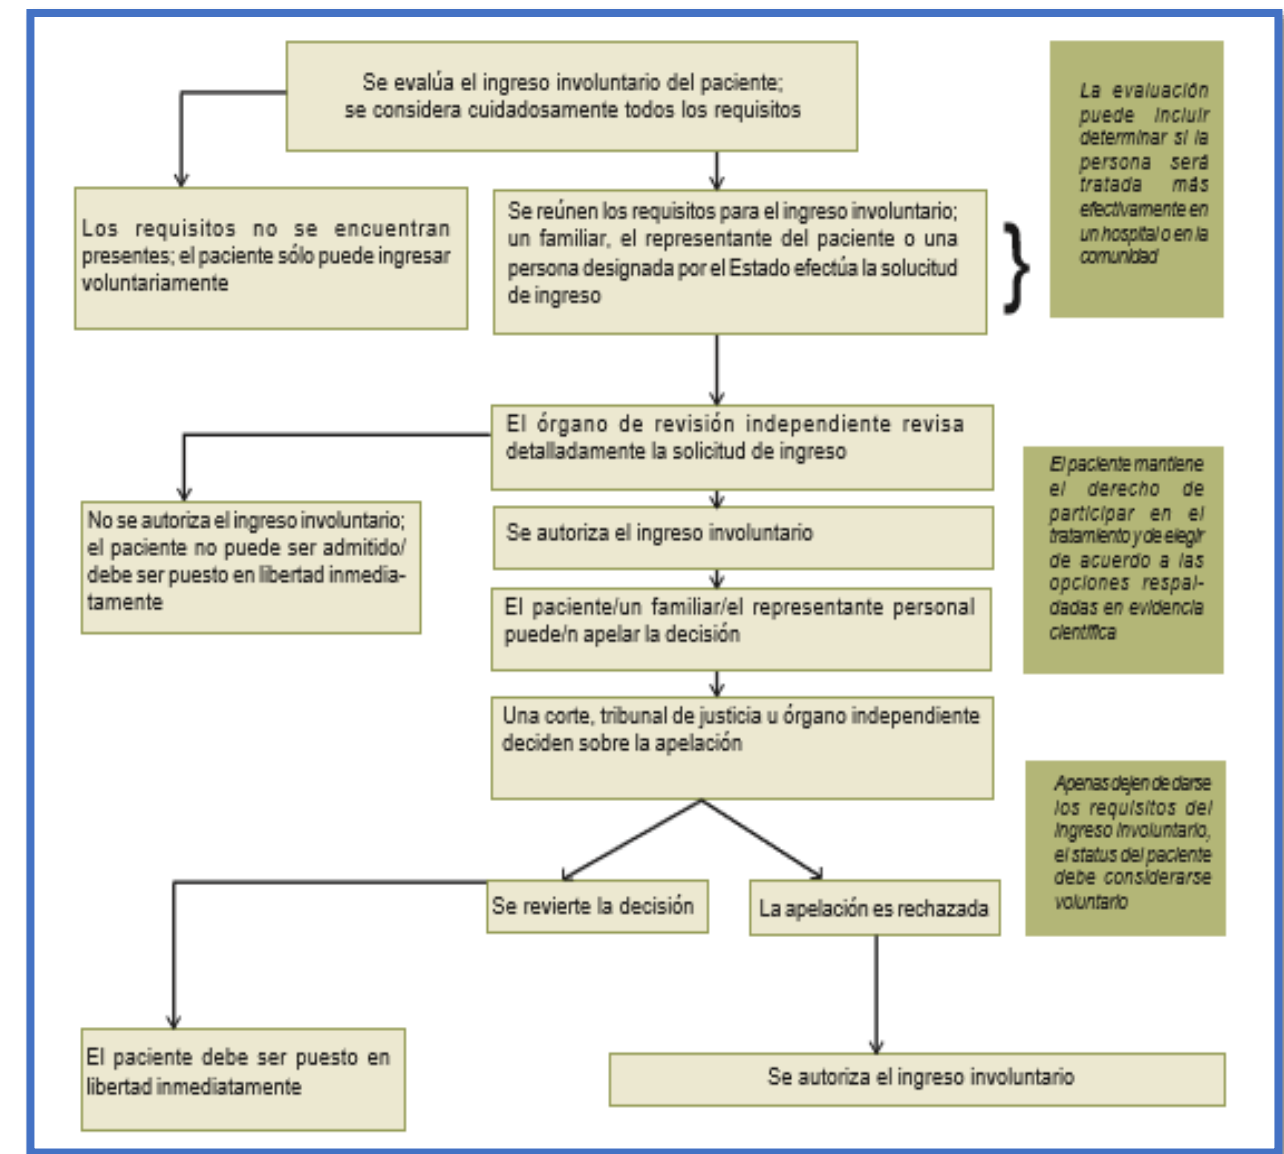 Se evalúa el ingreso involuntario del paciente;
se considera cuidadosamente todos los requisitos
La evaluación
puede incluir
determinar si la
persona será
tratada más
efectivamente en
un hospital o en la
comunidad
Los requisitos no se encuentran
presentes; el paciente sólo puede ingresar
voluntariamente
Se reúnen los requisitos para el ingreso involuntario;
un familiar, el representante del paciente o una
persona designada por el Estado efectúa la solucitud
de ingreso
}
El órgano de revisión independiente revisa
detalladamente la solicitud de ingreso
No se autoriza el ingreso involuntario;
el paciente no puede ser admitido/
debe ser puesto en libertad inmedia-
tamente
Se autoriza el ingreso involuntario
El paciente mantiene
el derecho de
participar en el
tratamiento y de elegir
de acuerdo a las
opciones respal-
dadas en evidencia
científica
El paciente/un familiar/el representante personal
puede/n apelar la decisión
Una corte, tribunal de justicia u órgano independiente
deciden sobre la apelación
Apenas dejen de darse
los requisitos del
ingreso involuntario,
el status del paciente
debe considerarse
voluntario
Se revierte la decisión
La apelación es rechazada
El paciente debe ser puesto en
libertad inmediatamente
Se autoriza el ingreso involuntario